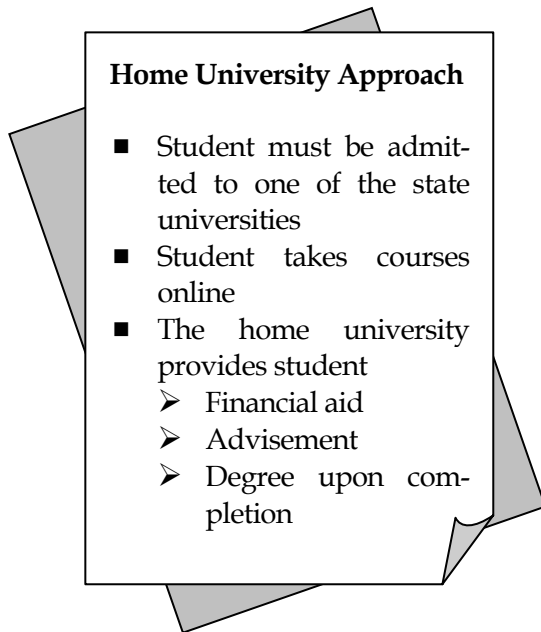 Home University Approach
■ Student must be admit-
ted to one of the state
universities
■ Student takes courses
online
■ The home university
provides student
➢ Financial aid
➢ Advisement
➢ Degree upon com-
pletion